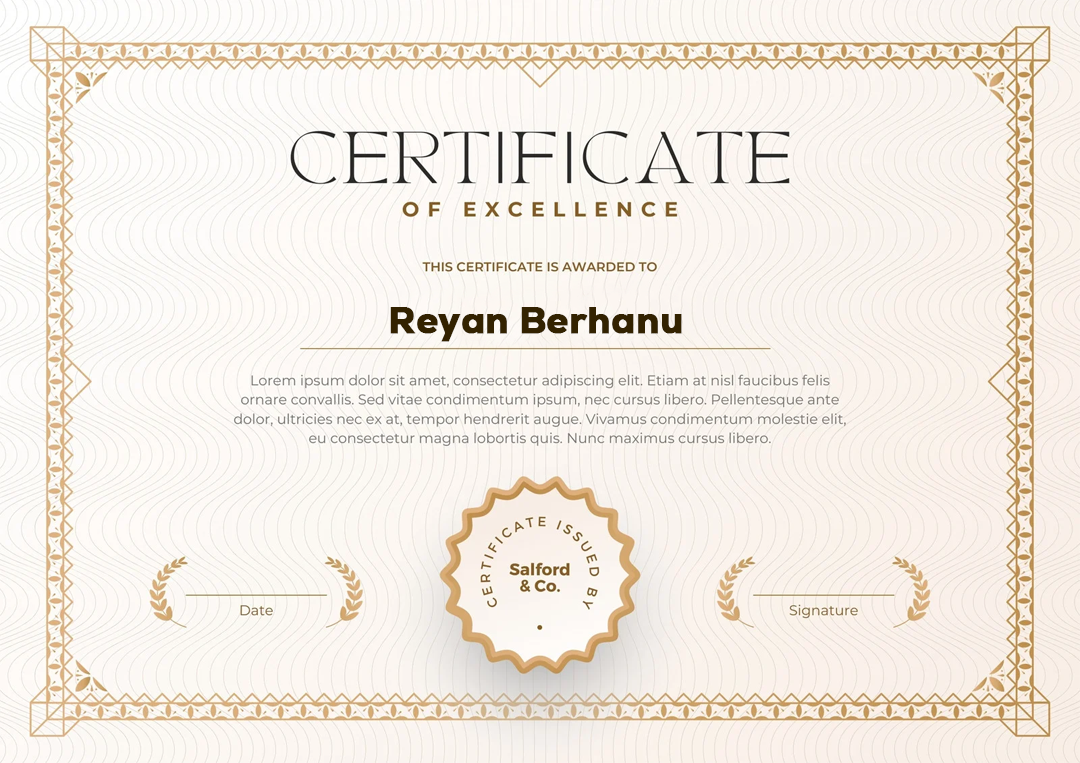 CERTIFICATE
OF EXCELLENCE
THIS CERTIFICATE IS AWARDED TO
Reyan Berhanu
Lorem ipsum dolor sit amet, consectetur adipiscing elit. Etiam at nisl faucibus felis
ornare convallis. Sed vitae condimentum ipsum, nec cursus libero. Pellentesque ante
dolor, ultricies nec ex at, tempor hendrerit augue. Vivamus condimentum molestie elit,
eu consectetur magna lobortis quis. Nunc maximus cursus libero.
CERTIFICATE ISSUED BY
Salford
& Co.
Date
Signature